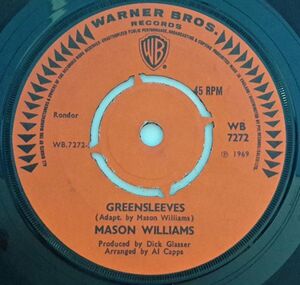 WARNER BROS.
RECORDS
WB
45 RPM
Rondor
WB.7272
WB
7272
℗ 1969
GREENSLEEVES
(Adapt. by Mason Williams)
MASON WILLIAMS
Produced by Dick Glasser
Arranged by Al Capps